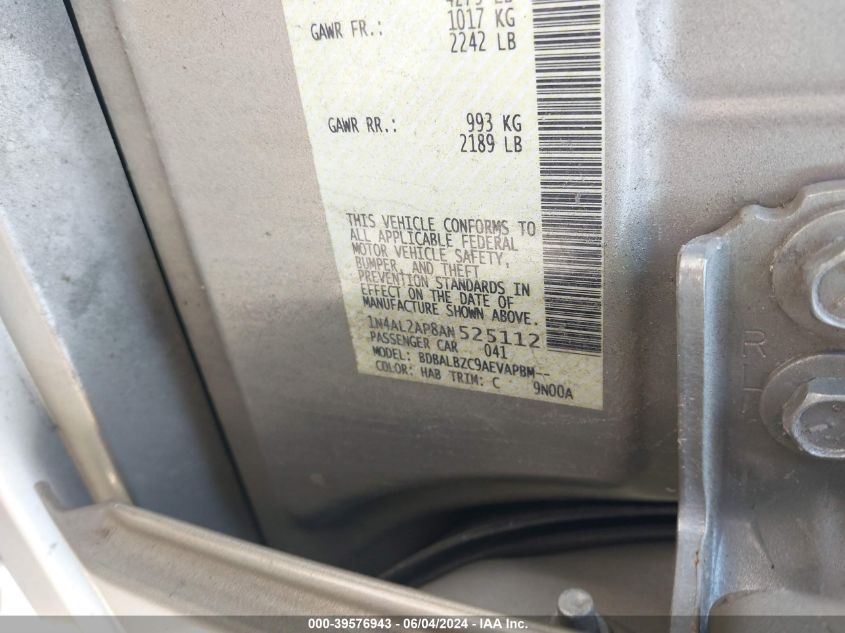 GAWR FR.: 1017 KG
2242 LB
GAWR RR.: 993 KG
2189 LB
THIS VEHICLE CONFORMS TO
ALL APPLICABLE FEDERAL
MOTOR VEHICLE SAFETY,
BUMPER, AND THEFT
PREVENTION STANDARDS IN
EFFECT ON THE DATE OF
MANUFACTURE SHOWN ABOVE.
1N4AL2AP8AN525112
PASSENGER CAR 041
MODEL: BDBALBZC9AEVAPBM--
COLOR: HAB TRIM: C 9N00A
000-39576943 - 06/04/2024 - IAAI Inc.